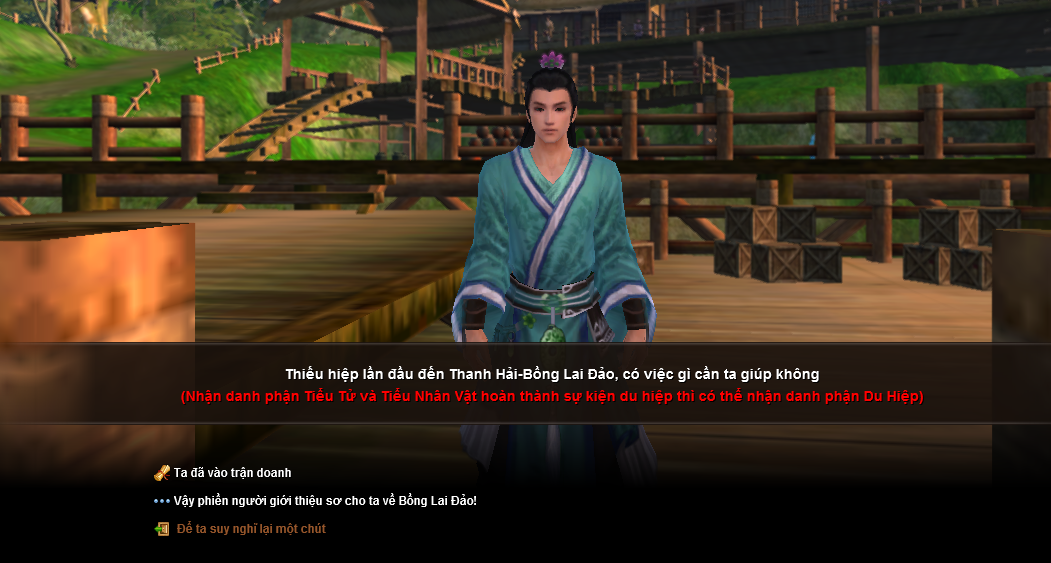 Thiếu hiệp lần đầu đến Thanh Hải-Bồng Lai Đảo, có việc gì cần ta giúp không
(Nhận danh phận Tiểu Tử và Tiểu Nhân Vật hoàn thành sự kiện du hiệp thì có thể nhận danh phận Du Hiệp)
Ta đã vào trận doanh
Vậy phiền ngươi giới thiệu sơ cho ta về Bồng Lai Đảo!
Để ta suy nghĩ lại một chút